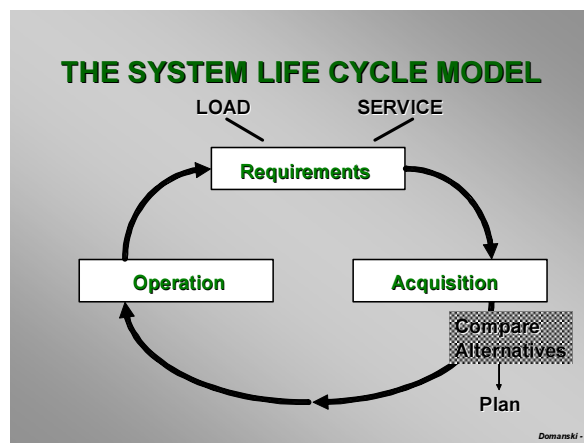 THE SYSTEM LIFE CYCLE MODEL
LOAD
SERVICE
Requirements
Operation
Acquisition
Compare
Alternatives
Plan
Domanski -